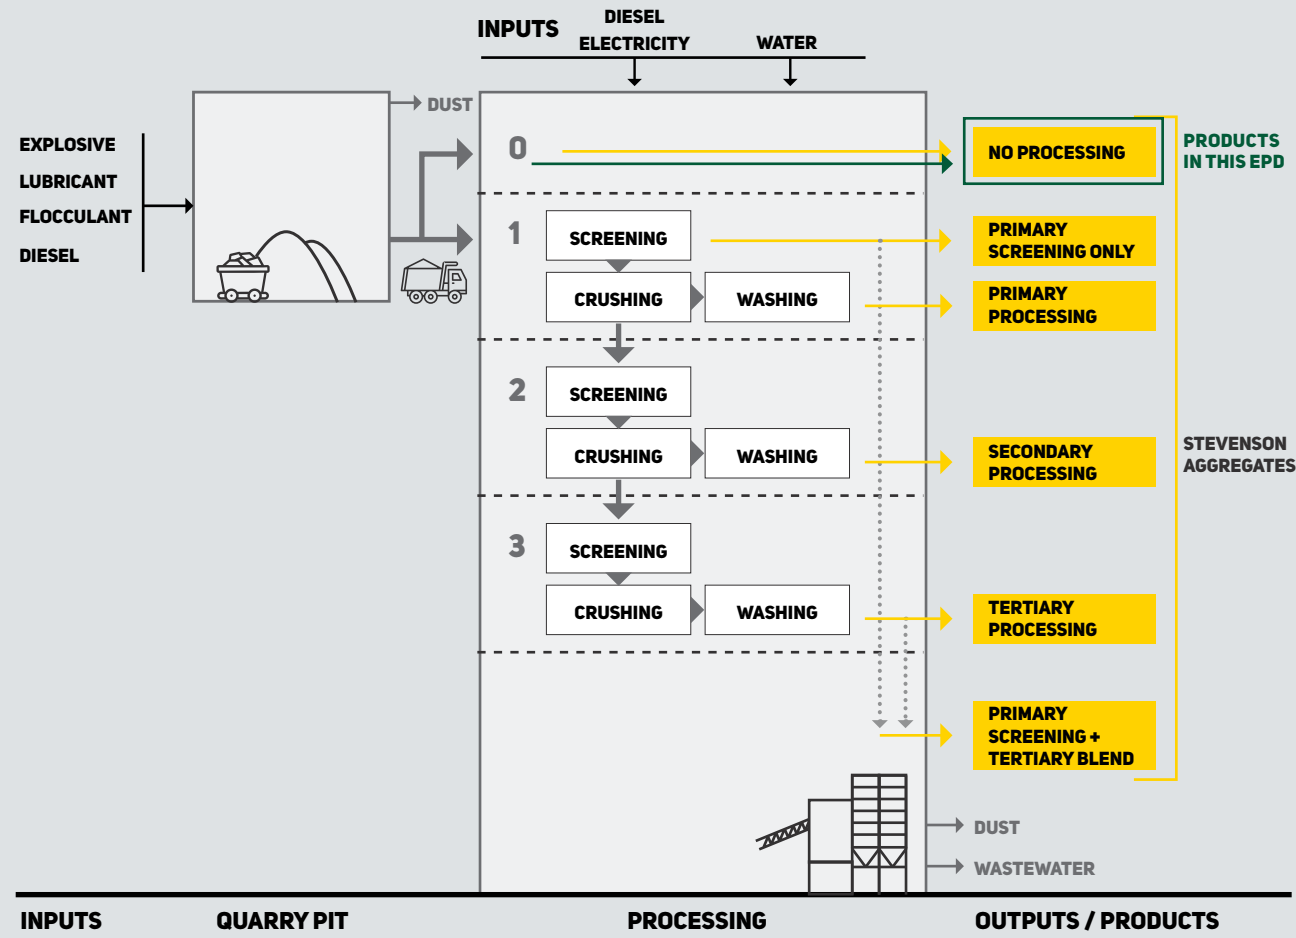 INPUTS
DIESEL
ELECTRICITY
WATER
EXPLOSIVE
LUBRICANT
FLOCCULANT
DIESEL
DUST
0
NO PROCESSING
PRODUCTS
IN THIS EPD
1
SCREENING
PRIMARY
SCREENING ONLY
CRUSHING
WASHING
PRIMARY
PROCESSING
2
SCREENING
CRUSHING
WASHING
SECONDARY
PROCESSING
STEVENSON
AGGREGATES
3
SCREENING
CRUSHING
WASHING
TERTIARY
PROCESSING
PRIMARY
SCREENING +
TERTIARY BLEND
DUST
WASTEWATER
INPUTS
QUARRY PIT
PROCESSING
OUTPUTS / PRODUCTS